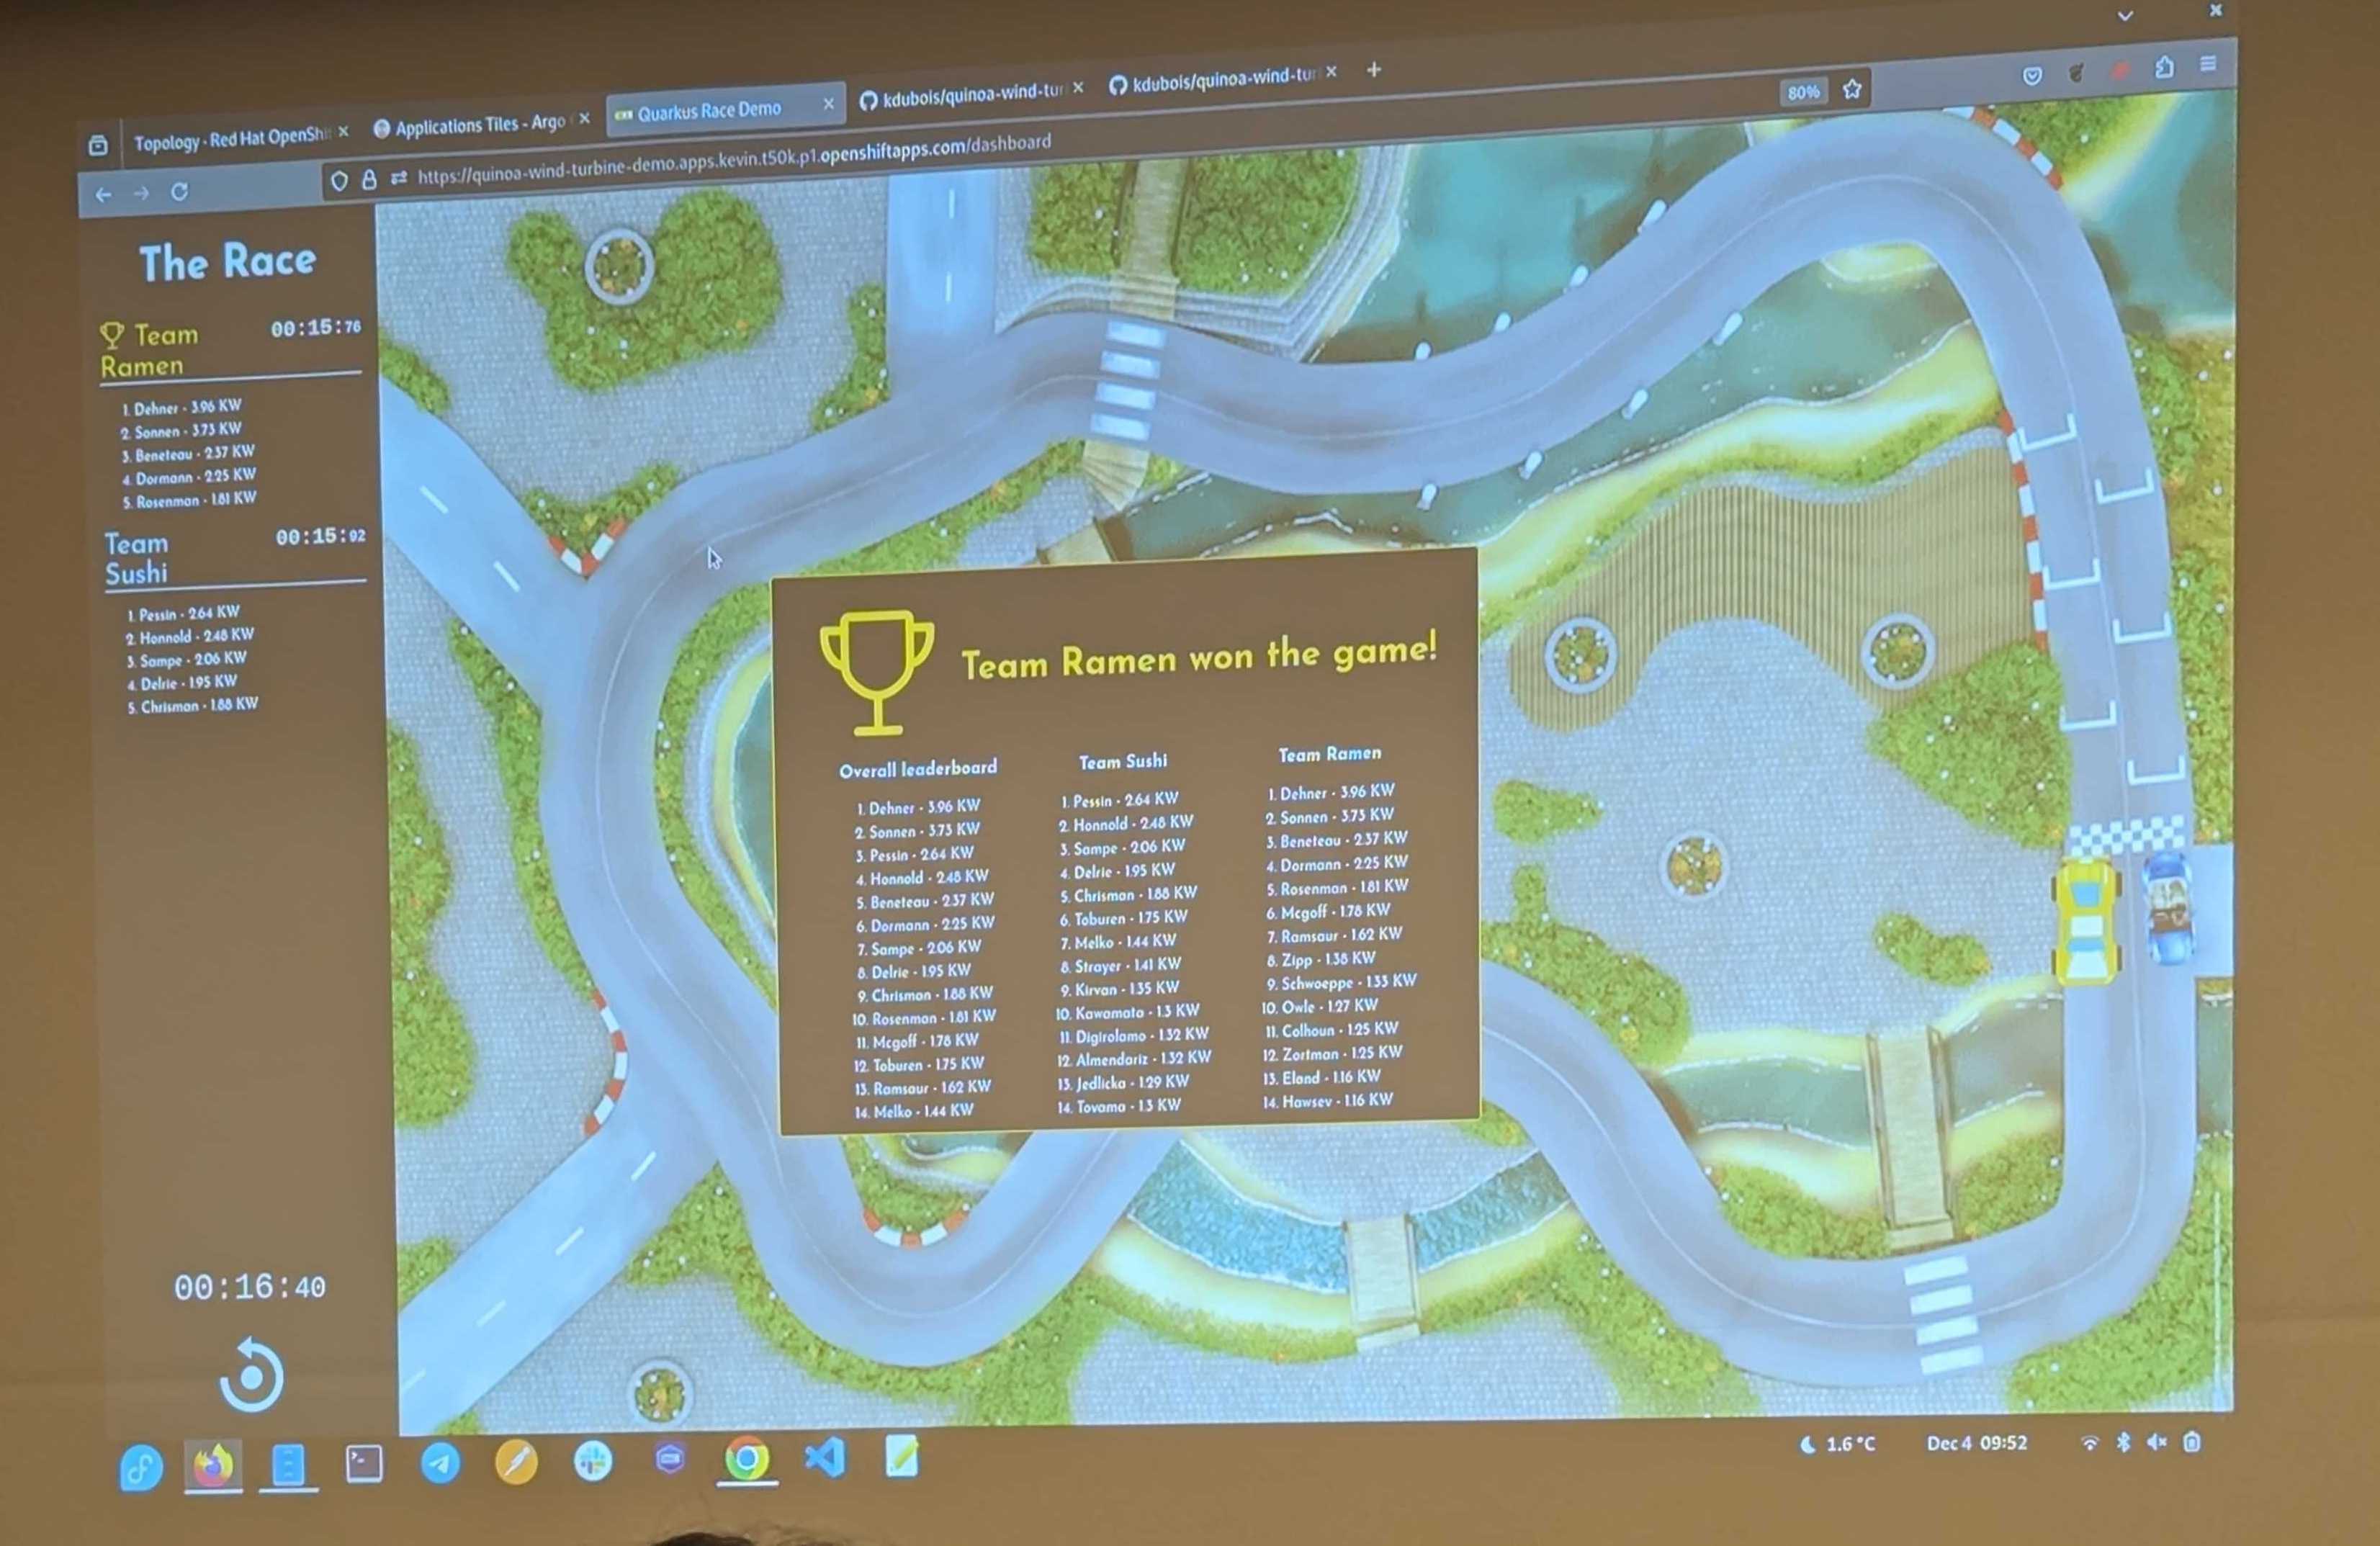 Topology · Red Hat OpenShi
Applications Tiles - Argo
Quarkus Race Demo
kdubois/quinoa-wind-tur
kdubois/quinoa-wind-tur
https://quinoa-wind-turbine-demo.apps.kevin.t50k.p1.openshiftapps.com/dashboard
80%
The Race
Team Ramen
00:15:76
1. Dehner - 3.96 KW
2. Sonnen - 3.73 KW
3. Beneteau - 2.37 KW
4. Dormann - 2.25 KW
5. Rosenman - 1.81 KW
Team Sushi
00:15:92
1. Pessin - 2.64 KW
2. Honnold - 2.48 KW
3. Sampe - 2.06 KW
4. Delrie - 1.95 KW
5. Chrisman - 1.88 KW
00:16:40
Team Ramen won the game!
Overall leaderboard
1. Dehner - 3.96 KW
2. Sonnen - 3.73 KW
3. Pessin - 2.64 KW
4. Honnold - 2.48 KW
5. Beneteau - 2.37 KW
6. Dormann - 2.25 KW
7. Sampe - 2.06 KW
8. Delrie - 1.95 KW
9. Chrisman - 1.88 KW
10. Rosenman - 1.81 KW
11. Mcgoff - 1.78 KW
12. Toburen - 1.75 KW
13. Ramsaur - 1.62 KW
14. Melko - 1.44 KW
Team Sushi
1. Pessin - 2.64 KW
2. Honnold - 2.48 KW
3. Sampe - 2.06 KW
4. Delrie - 1.95 KW
5. Chrisman - 1.88 KW
6. Toburen - 1.75 KW
7. Melko - 1.44 KW
8. Strayer - 1.41 KW
9. Kirvan - 1.35 KW
10. Kawamata - 1.3 KW
11. Digirolamo - 1.32 KW
12. Almendariz - 1.32 KW
13. Jedlicka - 1.29 KW
14. Tovama - 1.3 KW
Team Ramen
1. Dehner - 3.96 KW
2. Sonnen - 3.73 KW
3. Beneteau - 2.37 KW
4. Dormann - 2.25 KW
5. Rosenman - 1.81 KW
6. Mcgoff - 1.78 KW
7. Ramsaur - 1.62 KW
8. Zipp - 1.38 KW
9. Schwoeppe - 1.33 KW
10. Owle - 1.27 KW
11. Colhoun - 1.25 KW
12. Zortman - 1.25 KW
13. Eland - 1.16 KW
14. Hawsev - 1.16 KW
1.6 °C
Dec 4 09:52